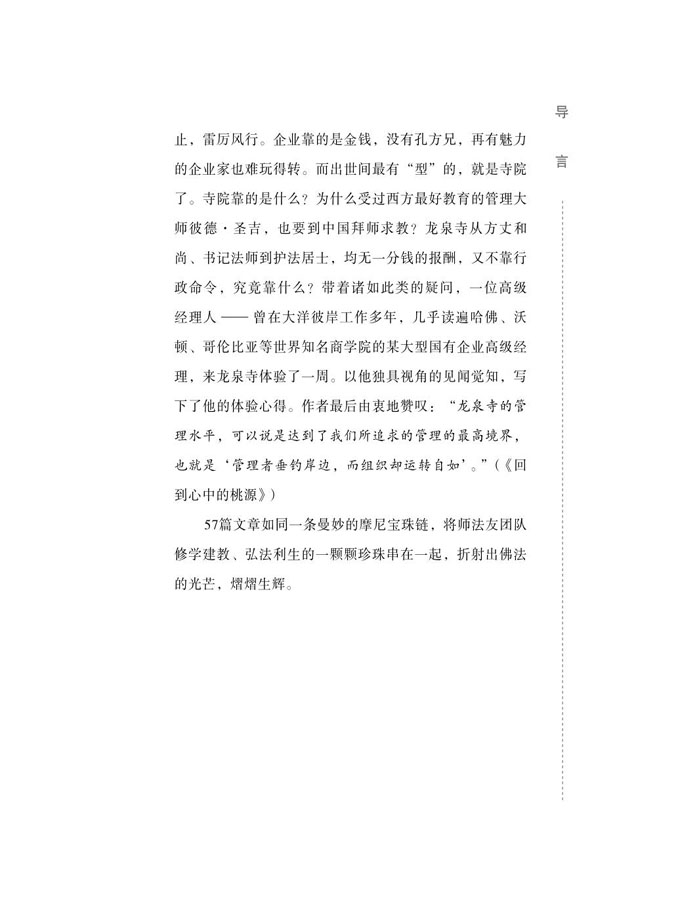 导言
止，雷厉风行。企业靠的是金钱，没有孔方兄，再有魅力
的企业家也难玩得转。而出世间最有“型”的，就是寺院
了。寺院靠的是什么？为什么受过西方最好教育的管理大
师彼德·圣吉，也要到中国拜师求教？龙泉寺从方丈和
尚、书记法师到护法居士，均无一分钱的报酬，又不靠行
政命令，究竟靠什么？带着诸如此类的疑问，一位高级
经理人——曾在大洋彼岸工作多年，几乎读遍哈佛、沃
顿、哥伦比亚等世界知名商学院的某大型国有企业高级经
理，来龙泉寺体验了一周。以他独具视角的见闻觉知，写
下了他的体验心得。作者最后由衷地赞叹：“龙泉寺的管
理水平，可以说是达到了我们所追求的管理的最高境界，
也就是‘管理者垂钓岸边，而组织却运转自如’。”（《回
到心中的桃源》）
57篇文章如同一条曼妙的摩尼宝珠链，将师法友团队
修学建教、弘法利生的一颗颗珍珠串在一起，折射出佛法
的光芒，熠熠生辉。